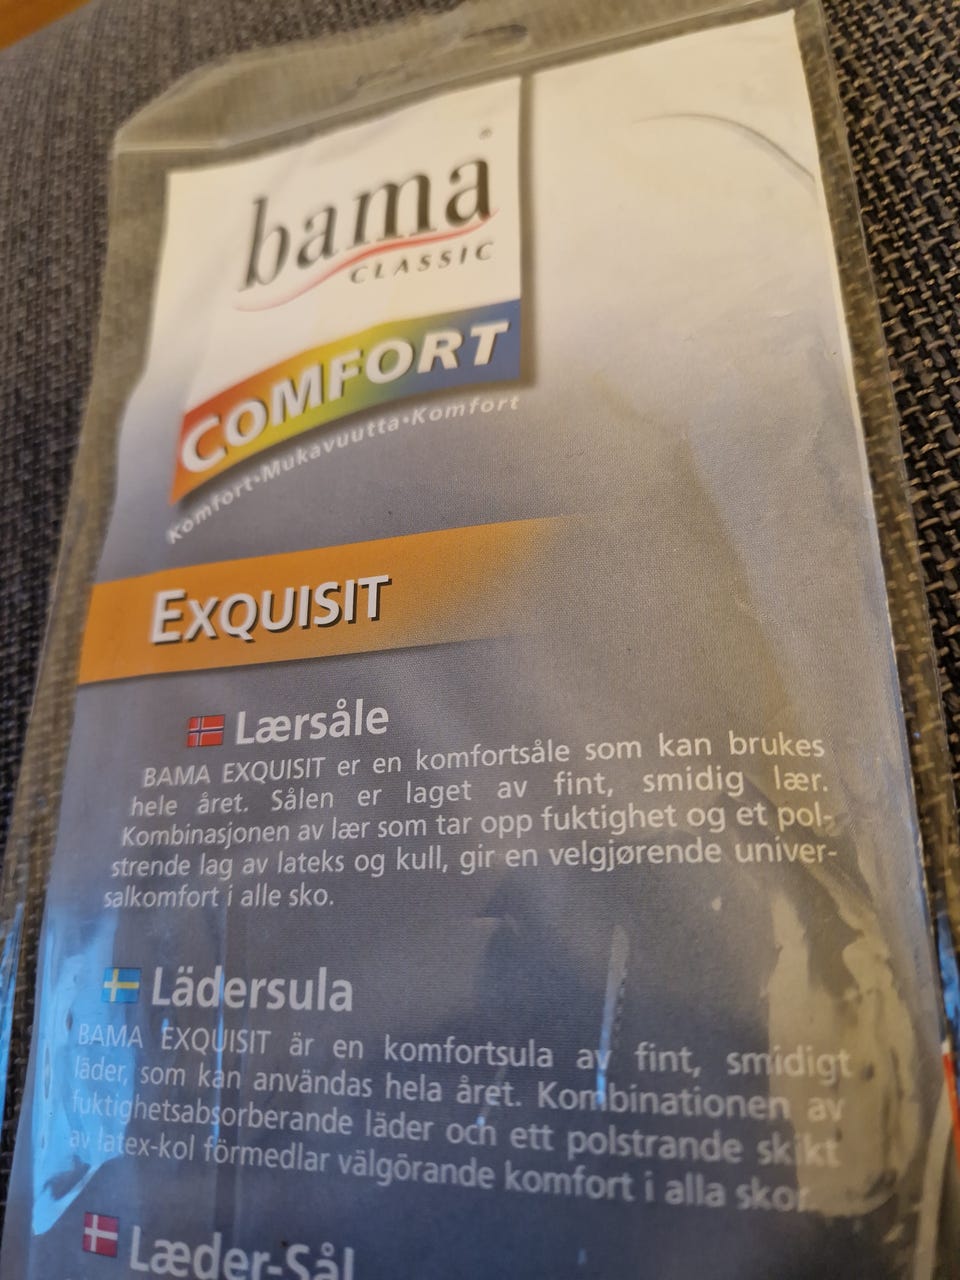 bama
®
CLASSIC
COMFORT
Komfort•Mukavuutta•Komfort
EXQUISIT
Lærsåle
BAMA EXQUISIT er en komfortsåle som kan brukes
hele året. Sålen er laget av fint, smidig lær.
Kombinasjonen av lær som tar opp fuktighet og et pol-
strende lag av lateks og kull, gir en velgjørende univer-
salkomfort i alle sko.
Lädersula
BAMA EXQUISIT är en komfortsula av fint, smidigt
läder, som kan användas hela året. Kombinationen av
fuktighetsabsorberande läder och ett polstrande skikt
av latex-kol förmedlar välgörande komfort i alla skor.
Læder-Sål